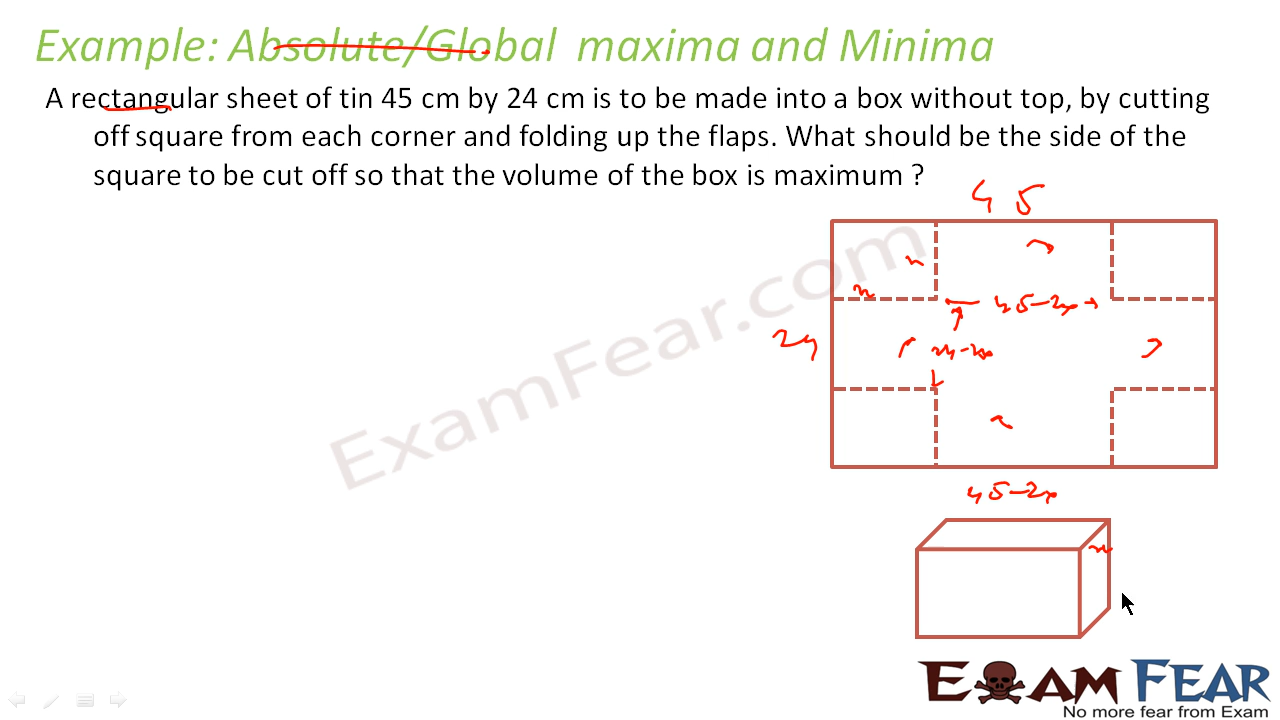 Example: Absolute/Global maxima and Minima
A rectangular sheet of tin 45 cm by 24 cm is to be made into a box without top, by cutting
off square from each corner and folding up the flaps. What should be the side of the
square to be cut off so that the volume of the box is maximum ?
45
x
x
45-2x
24
24-2x
45-2x
x
ExamFear.com
EXAM FEAR
No more fear from Exam